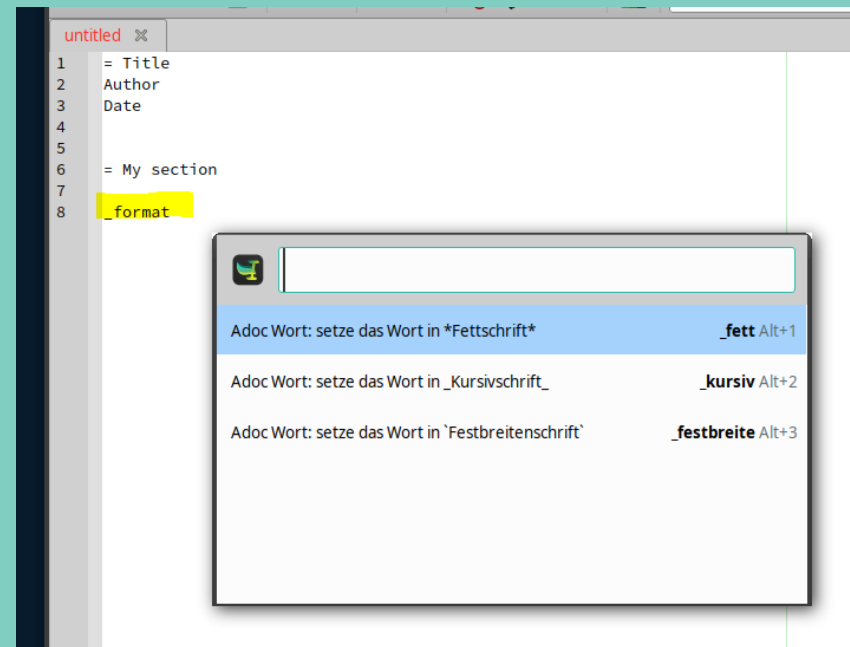 untitled
1 = Title
2 Author
3 Date
4
5
6 = My section
7
8 _format
Adoc Wort: setze das Wort in *Fettschrift* _fett Alt+1
Adoc Wort: setze das Wort in _Kursivschrift_ _kursiv Alt+2
Adoc Wort: setze das Wort in `Festbreitenschrift` _festbreite Alt+3